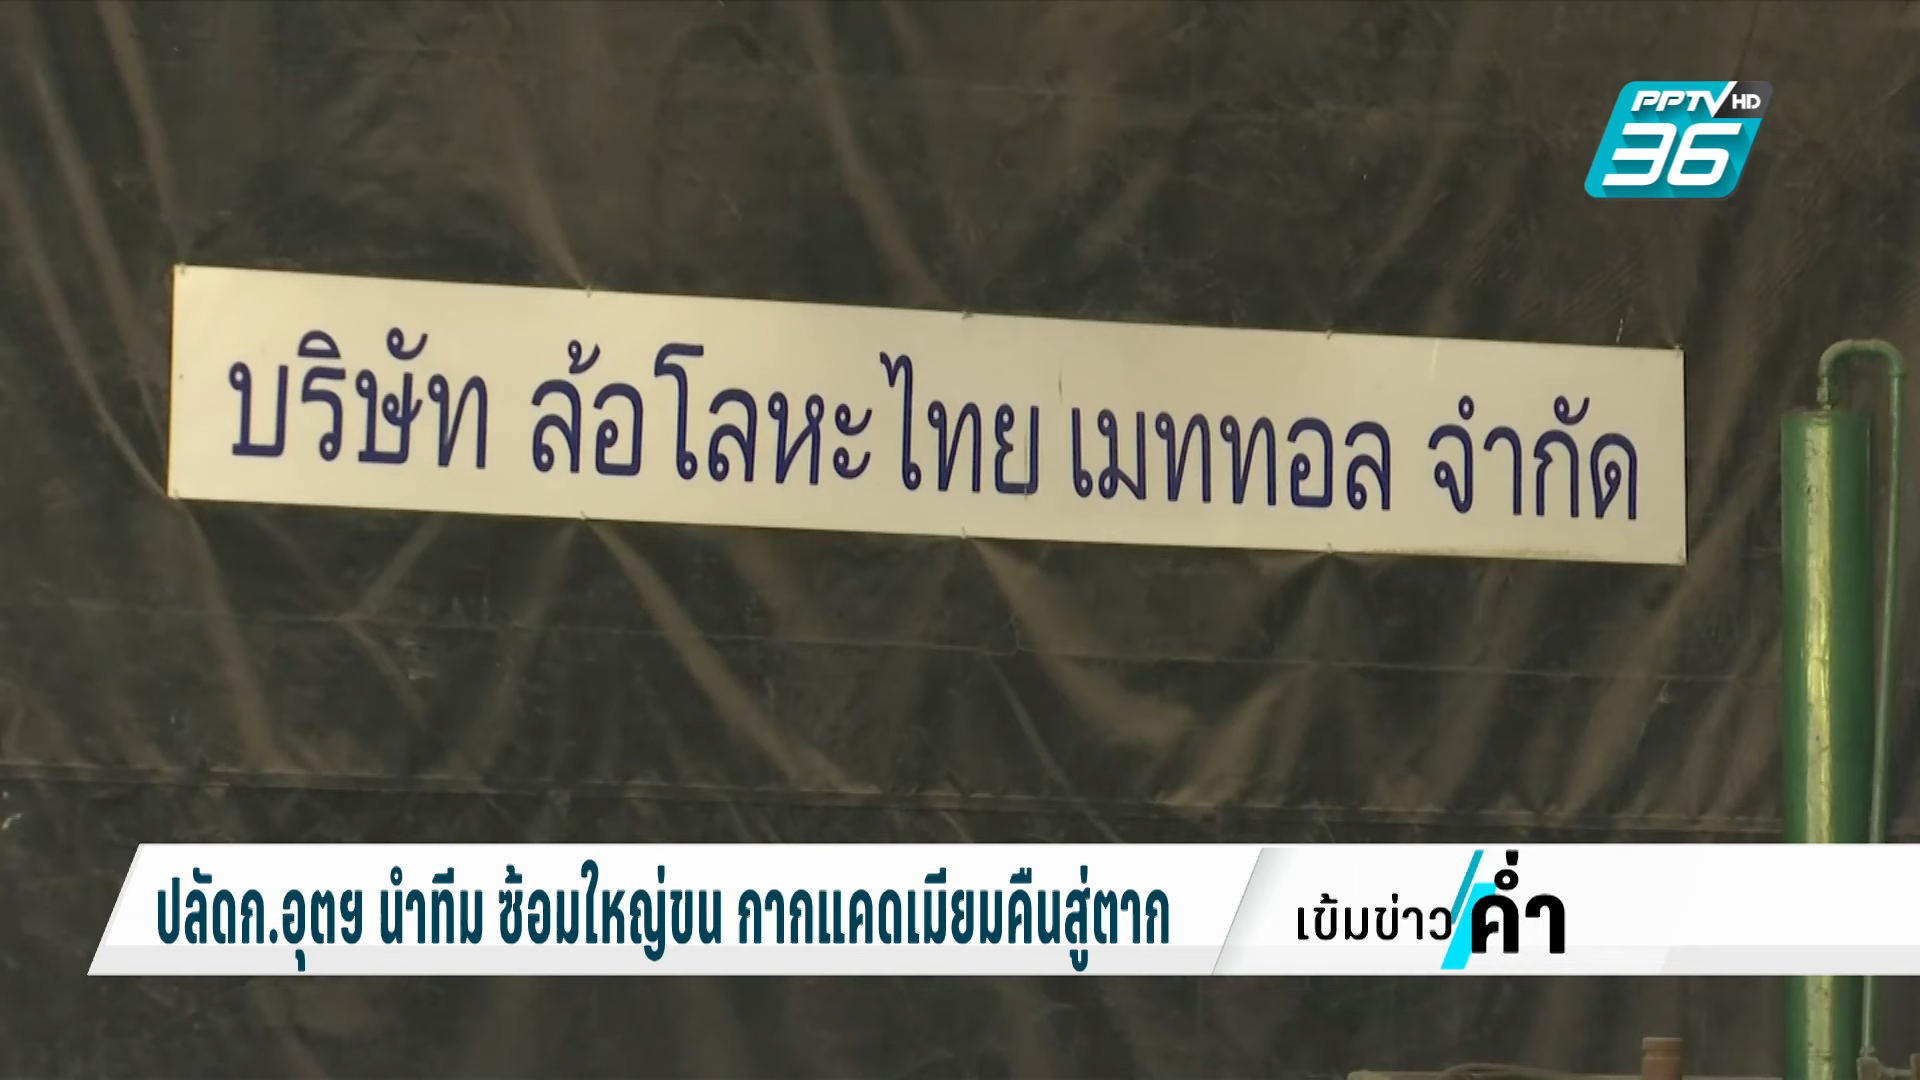 PPTV HD
36
บริษัท ล้อโลหะไทย เมททอล จำกัด
ปลัดก.อุตฯ นำทีม ซ้อมใหญ่ขน กากแคดเมียมคืนสู่ตาก
เข้มข่าวค่ำ